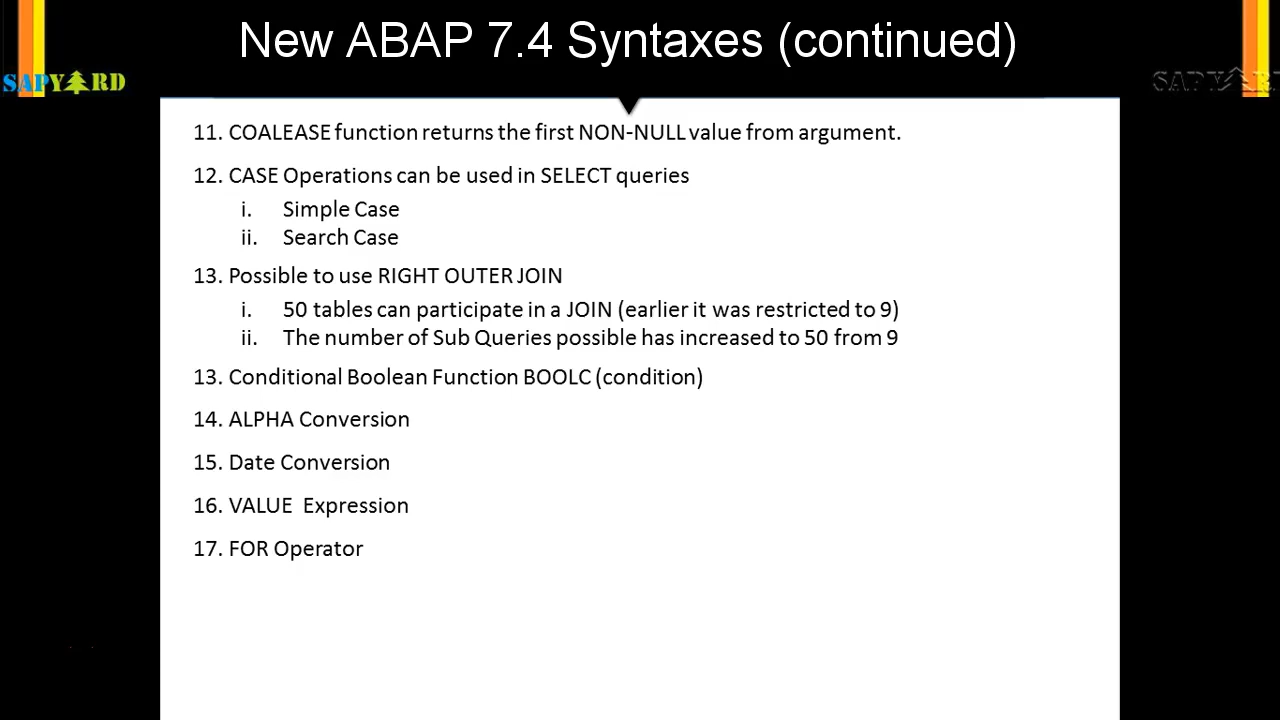 New ABAP 7.4 Syntaxes (continued)
SAPYARD
SAPYAR
11. COALEASE function returns the first NON-NULL value from argument.
12. CASE Operations can be used in SELECT queries
i. Simple Case
ii. Search Case
13. Possible to use RIGHT OUTER JOIN
i. 50 tables can participate in a JOIN (earlier it was restricted to 9)
ii. The number of Sub Queries possible has increased to 50 from 9
13. Conditional Boolean Function BOOLC (condition)
14. ALPHA Conversion
15. Date Conversion
16. VALUE  Expression
17. FOR Operator